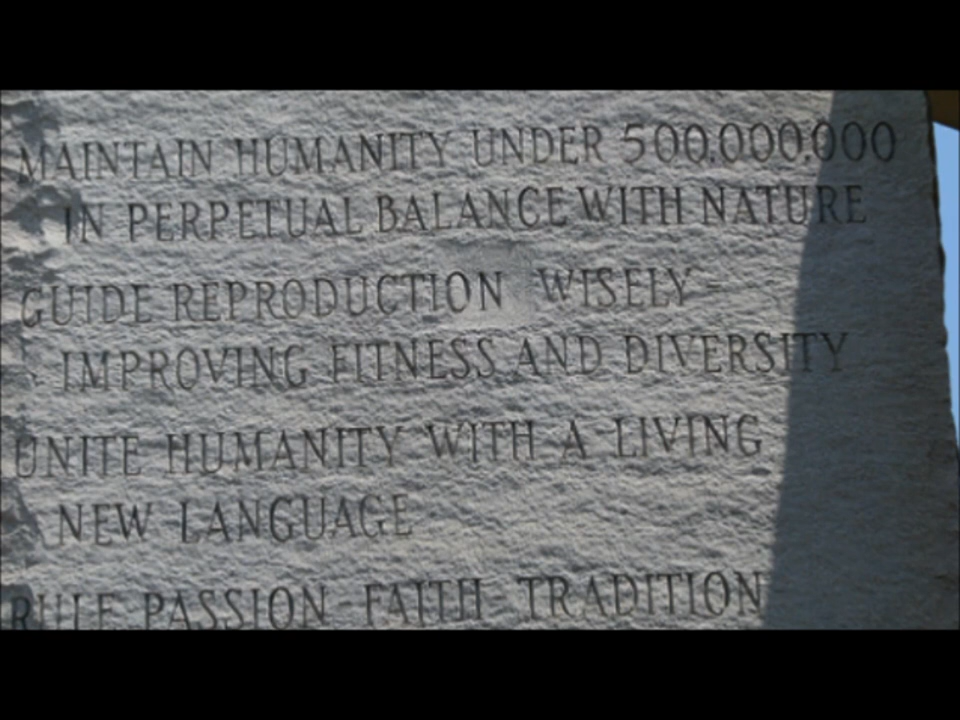 MAINTAIN HUMANITY UNDER 500,000,000
IN PERPETUAL BALANCE WITH NATURE
GUIDE REPRODUCTION WISELY -
IMPROVING FITNESS AND DIVERSITY
UNITE HUMANITY WITH A LIVING
NEW LANGUAGE
RULE PASSION - FAITH - TRADITION